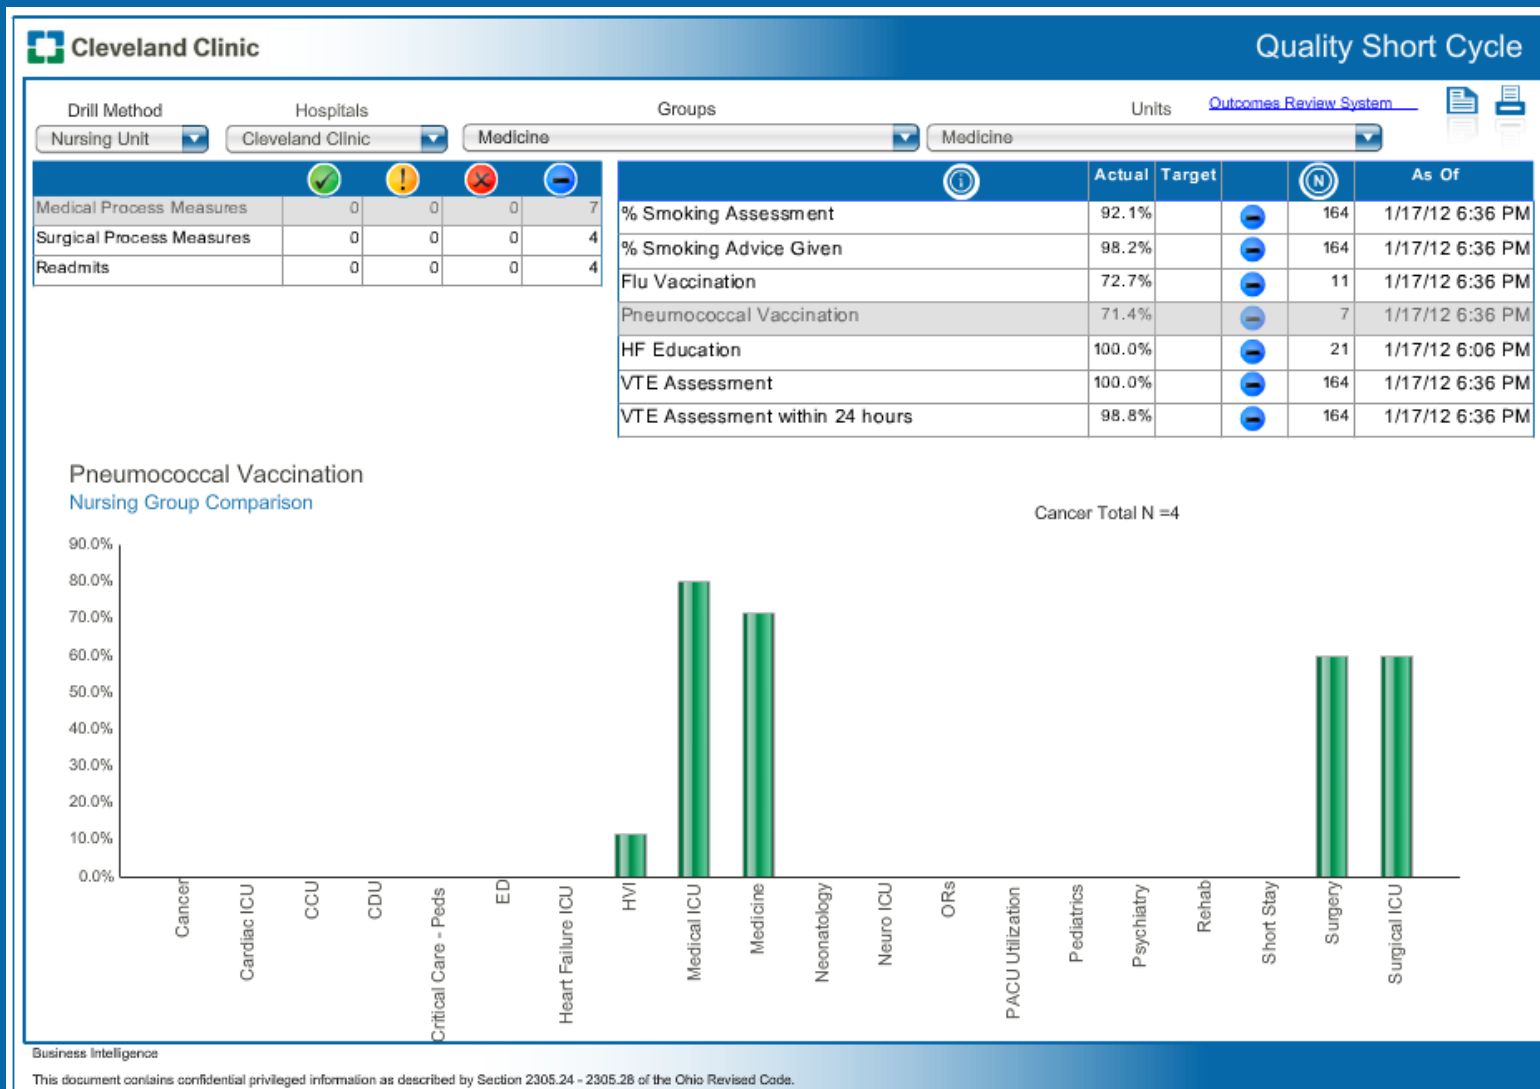 Cleveland Clinic
Quality Short Cycle
Drill Method Hospitals Groups Units Outcomes Review System
Nursing Unit Cleveland Clinic Medicine Medicine
Medical Process Measures 0 0 0 7
Surgical Process Measures 0 0 0 4
Readmits 0 0 0 4
i Actual Target N As Of
% Smoking Assessment 92.1% 164 1/17/12 6:36 PM
% Smoking Advice Given 98.2% 164 1/17/12 6:36 PM
Flu Vaccination 72.7% 11 1/17/12 6:36 PM
Pneumococcal Vaccination 71.4% 7 1/17/12 6:36 PM
HF Education 100.0% 21 1/17/12 6:06 PM
VTE Assessment 100.0% 164 1/17/12 6:36 PM
VTE Assessment within 24 hours 98.8% 164 1/17/12 6:36 PM
Pneumococcal Vaccination
Nursing Group Comparison
Cancer Total N =4
90.0%
80.0%
70.0%
60.0%
50.0%
40.0%
30.0%
20.0%
10.0%
0.0%
Cancer
Cardiac ICU
CCU
CDU
Critical Care - Peds
ED
Heart Failure ICU
HVI
Medical ICU
Medicine
Neonatology
Neuro ICU
ORs
PACU Utilization
Pediatrics
Psychiatry
Rehab
Short Stay
Surgery
Surgical ICU
Business Intelligence
This document contains confidential privileged information as described by Section 2305.24 - 2305.28 of the Ohio Revised Code.